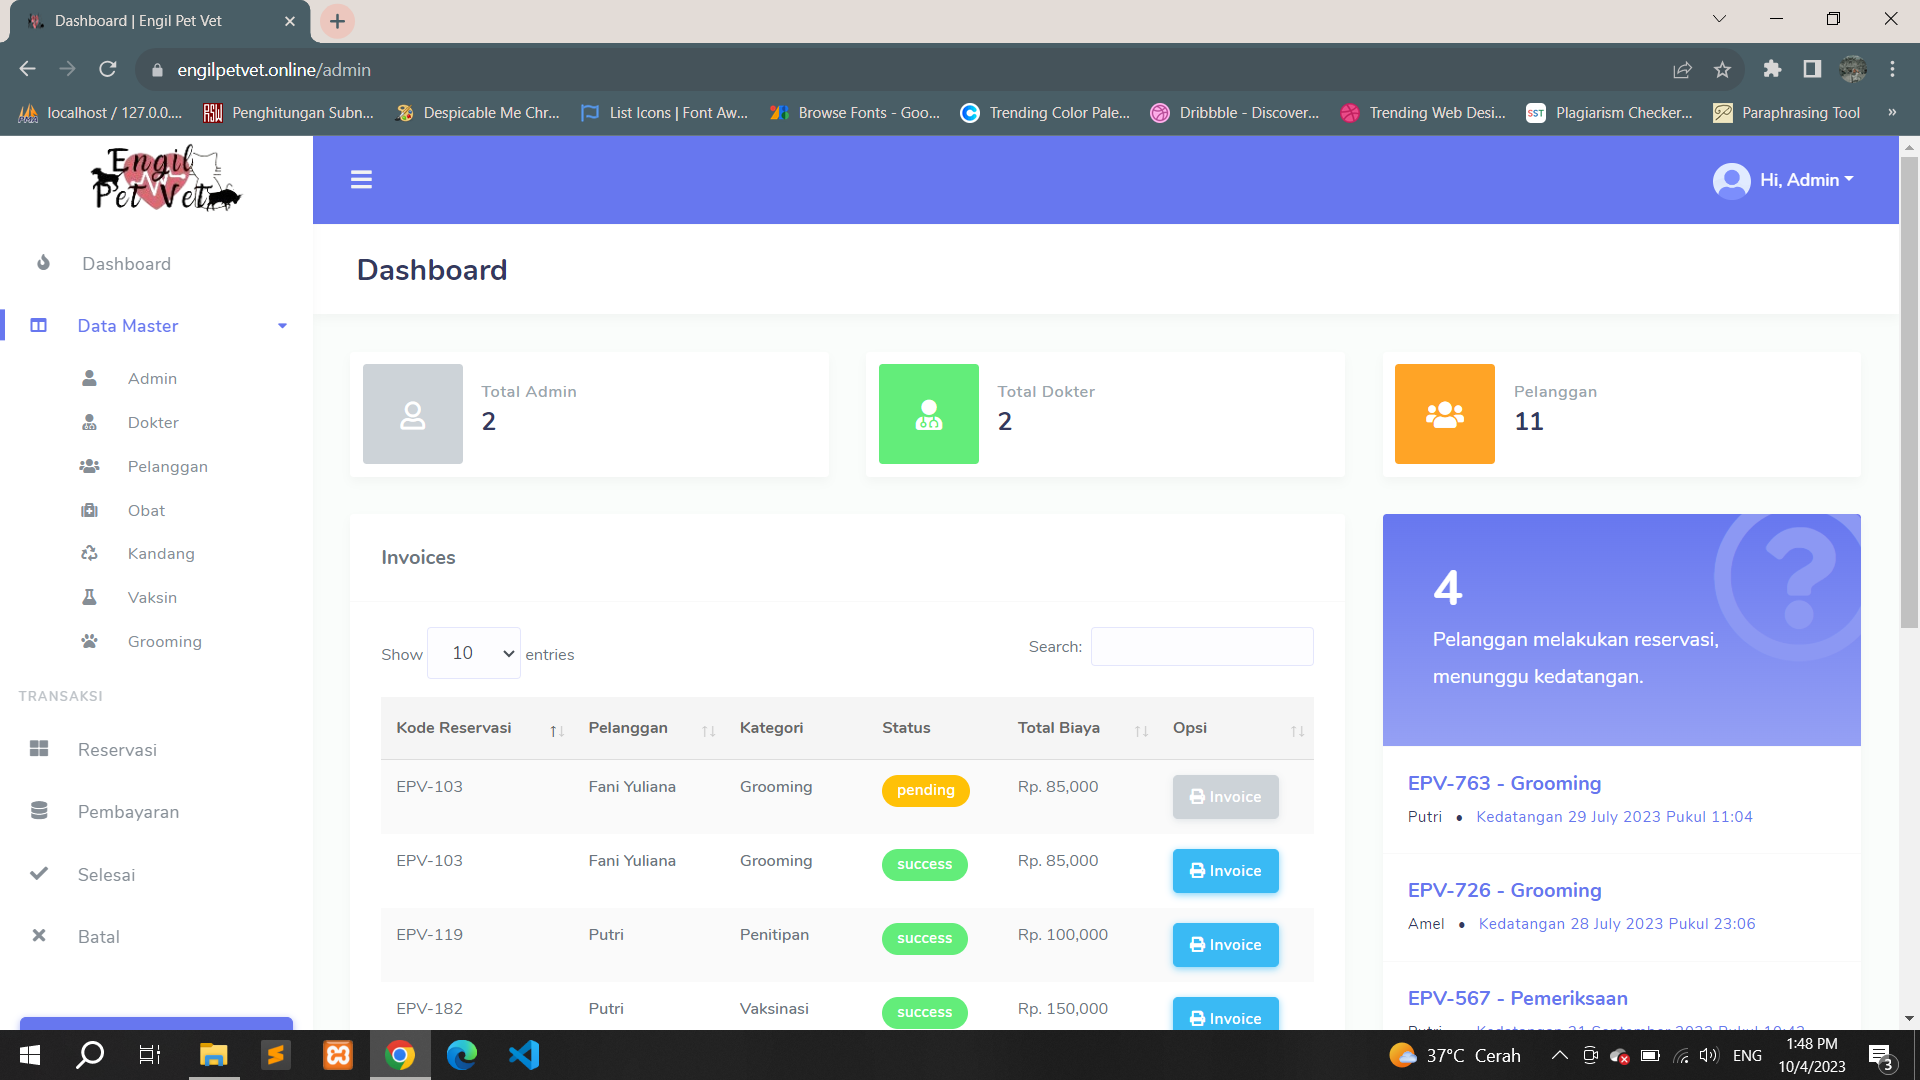 Dashboard | Engil Pet Vet
engilpetvet.online/admin
localhost / 127.0.0....
RSW
Penghitungan Subn...
Despicable Me Chr...
List Icons | Font Aw...
Browse Fonts - Goo...
Trending Color Pale...
Dribbble - Discover...
Trending Web Desi...
SST
Plagiarism Checker...
Paraphrasing Tool
»
Engil
Pet Vet
Hi, Admin
Dashboard
Data Master
Admin
Dokter
Pelanggan
Obat
Kandang
Vaksin
Grooming
TRANSAKSI
Reservasi
Pembayaran
Selesai
Batal
Dashboard
Total Admin
2
Total Dokter
2
Pelanggan
11
Invoices
Show 10 entries
Search:
Kode Reservasi Pelanggan Kategori Status Total Biaya Opsi
EPV-103 Fani Yuliana Grooming pending Rp. 85,000 Invoice
EPV-103 Fani Yuliana Grooming success Rp. 85,000 Invoice
EPV-119 Putri Penitipan success Rp. 100,000 Invoice
EPV-182 Putri Vaksinasi success Rp. 150,000 Invoice
4
Pelanggan melakukan reservasi,
menunggu kedatangan.
EPV-763 - Grooming
Putri • Kedatangan 29 July 2023 Pukul 11:04
EPV-726 - Grooming
Amel • Kedatangan 28 July 2023 Pukul 23:06
EPV-567 - Pemeriksaan
37°C Cerah
ENG
1:48 PM
10/4/2023
3